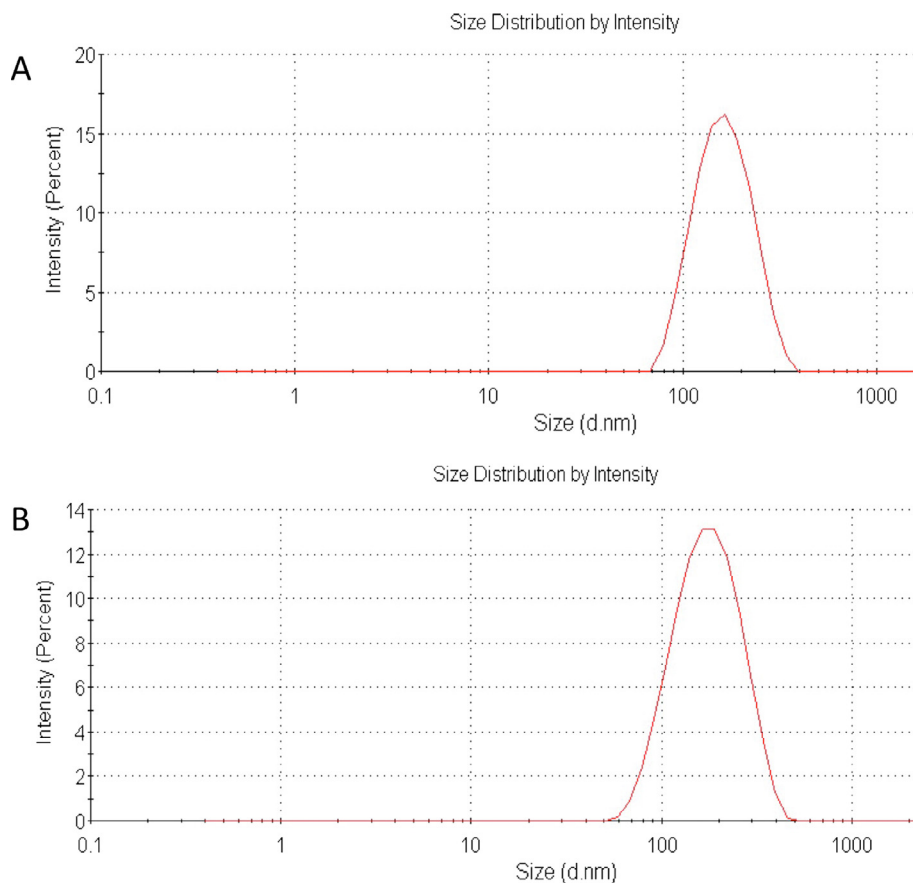 Size Distribution by Intensity
A
Intensity (Percent)
20
15
10
5
0
0.1 1 10 100 1000
Size (d.nm)
Size Distribution by Intensity
B
Intensity (Percent)
14
12
10
8
6
4
2
0
0.1 1 10 100 1000
Size (d.nm)